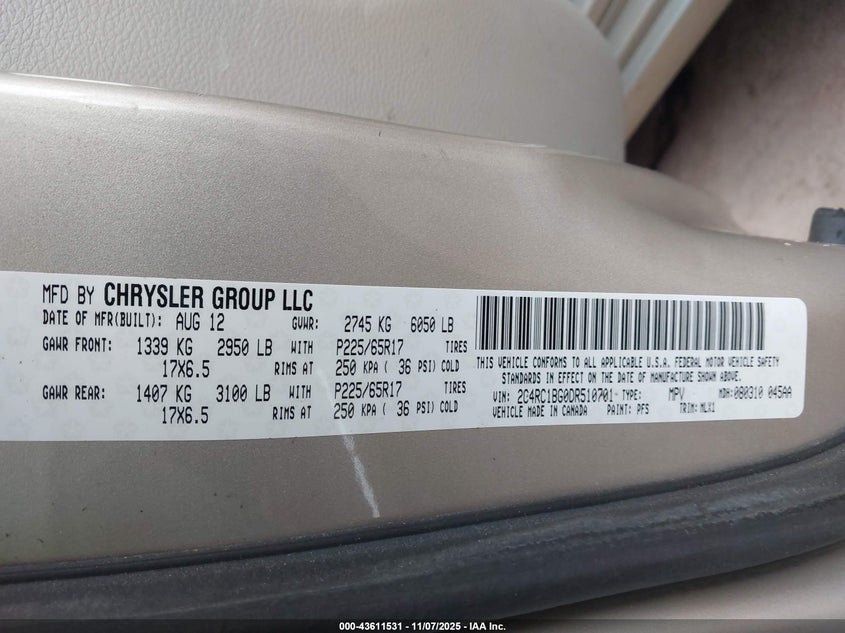 MFD BY CHRYSLER GROUP LLC
DATE OF MFR(BUILT): AUG 12 GVWR: 2745 KG 6050 LB
GAWR FRONT: 1339 KG 2950 LB WITH P225/65R17 TIRES
17X6.5 RIMS AT 250 KPA ( 36 PSI) COLD
GAWR REAR: 1407 KG 3100 LB WITH P225/65R17 TIRES
17X6.5 RIMS AT 250 KPA ( 36 PSI) COLD
THIS VEHICLE CONFORMS TO ALL APPLICABLE U.S.A. FEDERAL MOTOR VEHICLE SAFETY
STANDARDS IN EFFECT ON THE DATE OF MANUFACTURE SHOWN ABOVE.
VIN: 2C4RC1BG0DR510701 TYPE: MPV MDH: 080310 045AA
VEHICLE MADE IN CANADA PAINT: PFS TRIM: MLX1
000-43611531 - 11/07/2025 - IAA Inc.